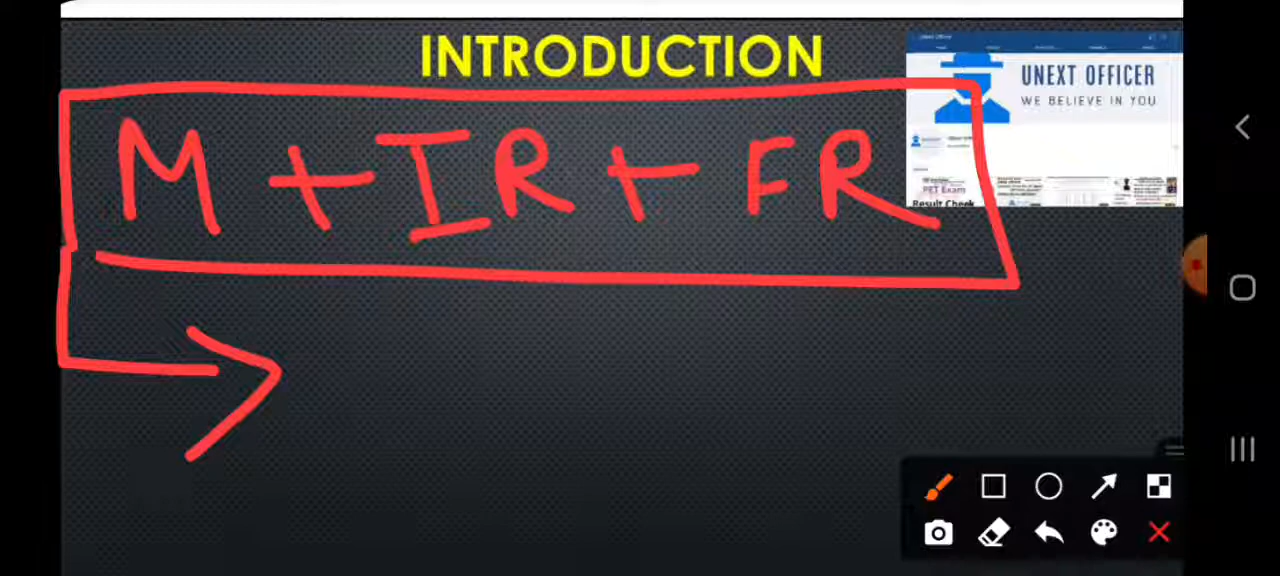 INTRODUCTION
UNEXT OFFICER
WE BELIEVE IN YOU
M + IR + FR
PET Exam
Result Check